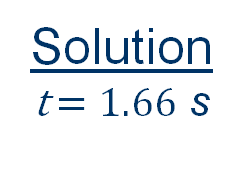 Solution
t = 1.66 s